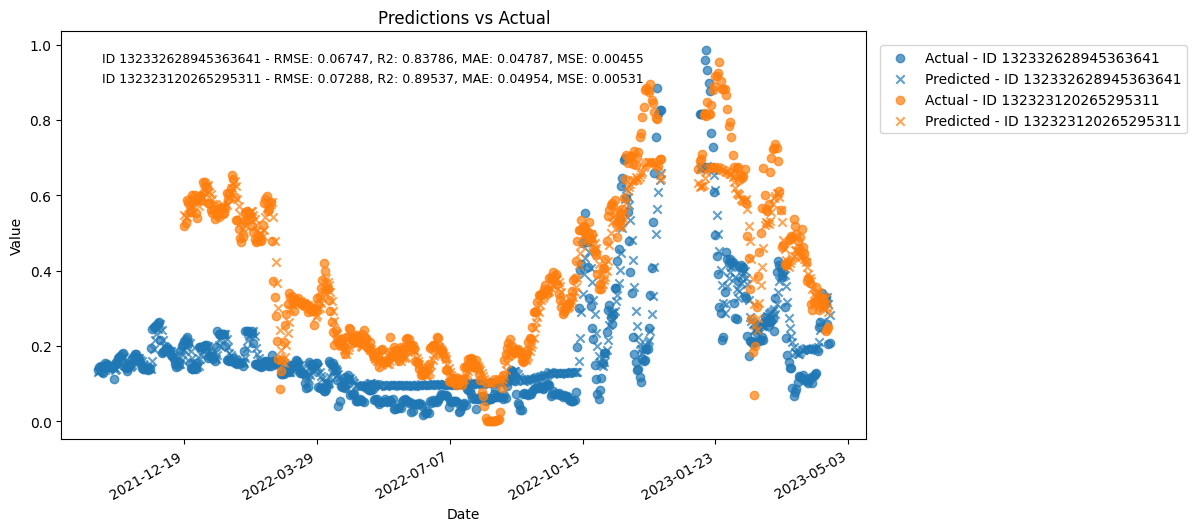 Predictions vs Actual
ID 132332628945363641 - RMSE: 0.06747, R2: 0.83786, MAE: 0.04787, MSE: 0.00455
ID 132323120265295311 - RMSE: 0.07288, R2: 0.89537, MAE: 0.04954, MSE: 0.00531
Actual - ID 132332628945363641
Predicted - ID 132332628945363641
Actual - ID 132323120265295311
Predicted - ID 132323120265295311
Value
1.0
0.8
0.6
0.4
0.2
0.0
2021-12-19
2022-03-29
2022-07-07
2022-10-15
2023-01-23
2023-05-03
Date